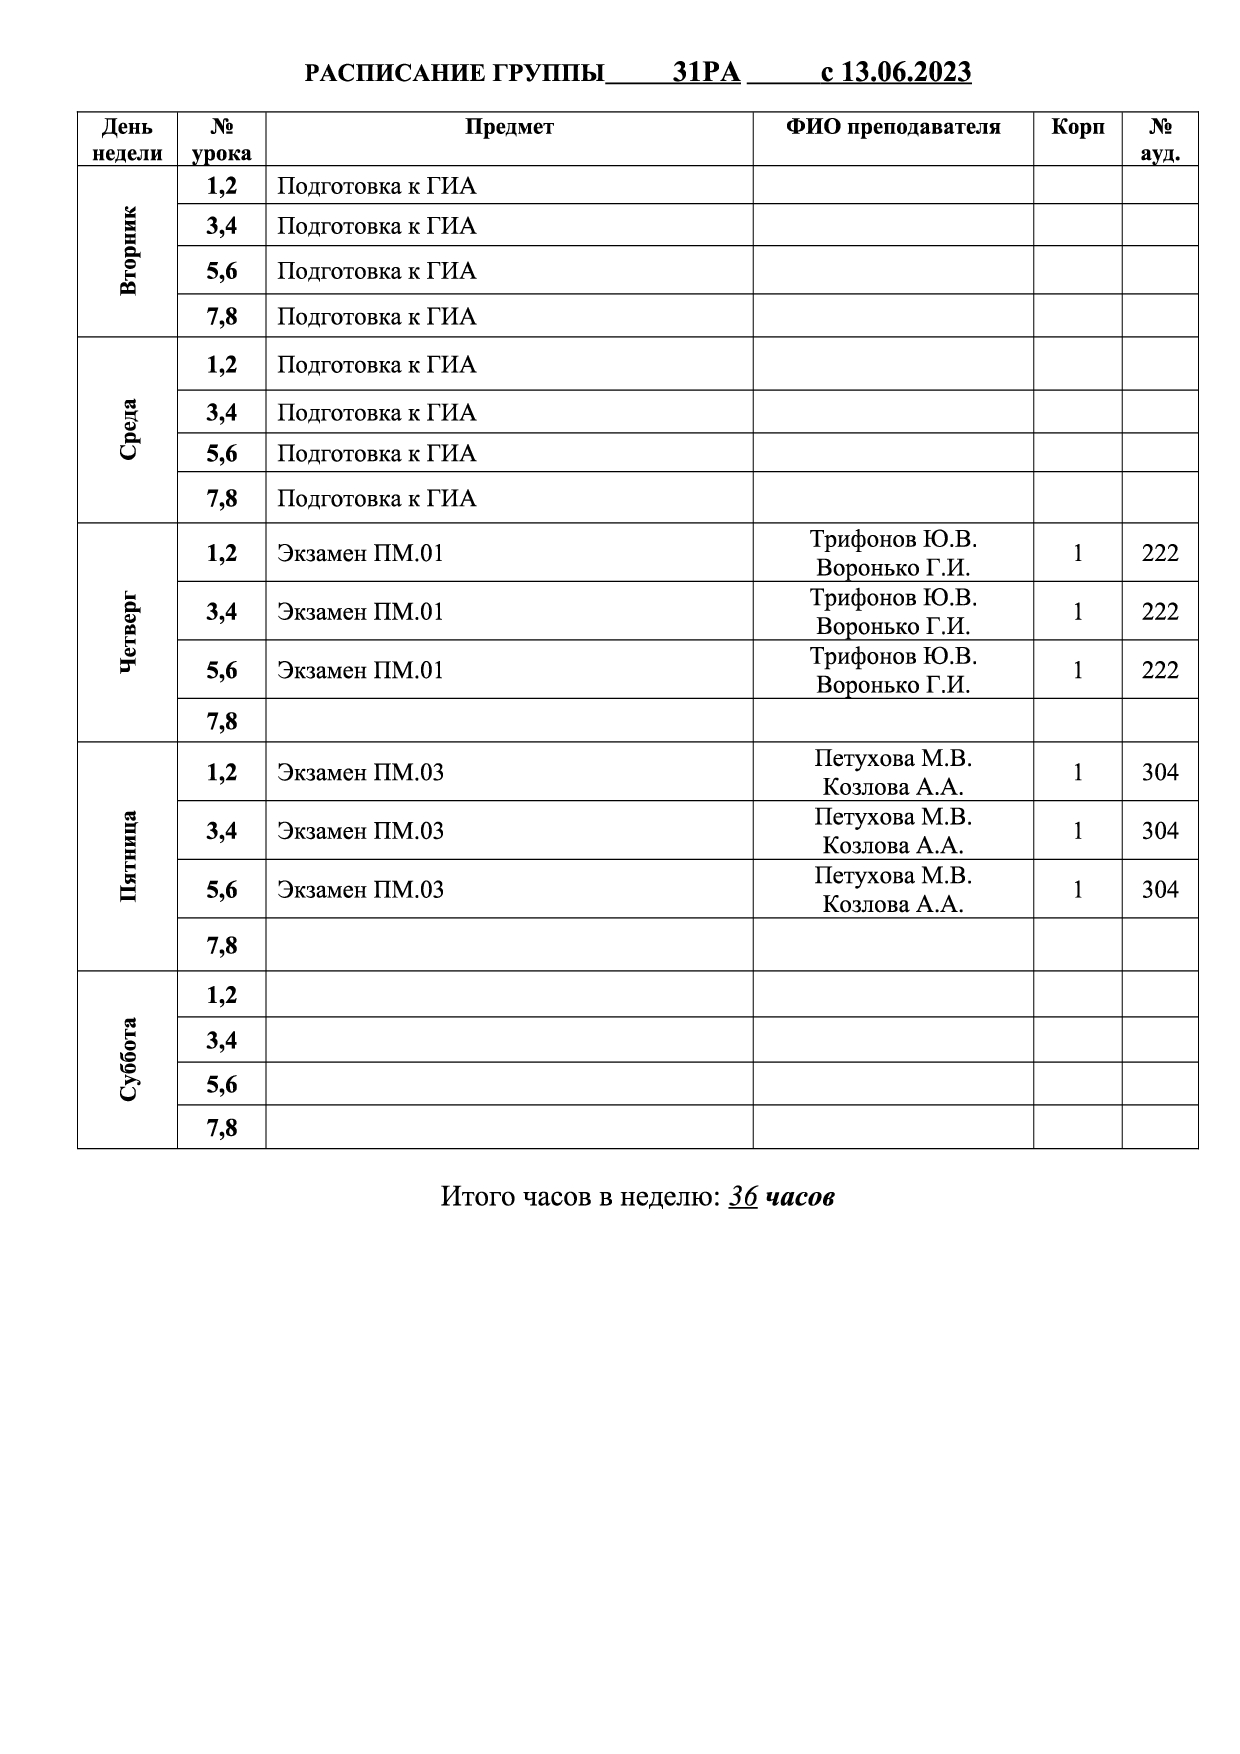 РАСПИСАНИЕ ГРУППЫ 31РА с 13.06.2023
День недели № урока Предмет ФИО преподавателя Корп № ауд.
Вторник
1,2 Подготовка к ГИА
3,4 Подготовка к ГИА
5,6 Подготовка к ГИА
7,8 Подготовка к ГИА
Среда
1,2 Подготовка к ГИА
3,4 Подготовка к ГИА
5,6 Подготовка к ГИА
7,8 Подготовка к ГИА
Четверг
1,2 Экзамен ПМ.01 Трифонов Ю.В. Воронько Г.И. 1 222
3,4 Экзамен ПМ.01 Трифонов Ю.В. Воронько Г.И. 1 222
5,6 Экзамен ПМ.01 Трифонов Ю.В. Воронько Г.И. 1 222
7,8
Пятница
1,2 Экзамен ПМ.03 Петухова М.В. Козлова А.А. 1 304
3,4 Экзамен ПМ.03 Петухова М.В. Козлова А.А. 1 304
5,6 Экзамен ПМ.03 Петухова М.В. Козлова А.А. 1 304
7,8
Суббота
1,2
3,4
5,6
7,8
Итого часов в неделю: 36 часов